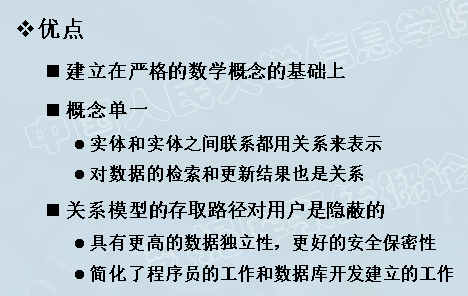 ❖优点
■ 建立在严格的数学概念的基础上
■ 概念单一
● 实体和实体之间联系都用关系来表示
● 对数据的检索和更新结果也是关系
■ 关系模型的存取路径对用户是隐蔽的
● 具有更高的数据独立性，更好的安全保密性
● 简化了程序员的工作和数据库开发建立的工作